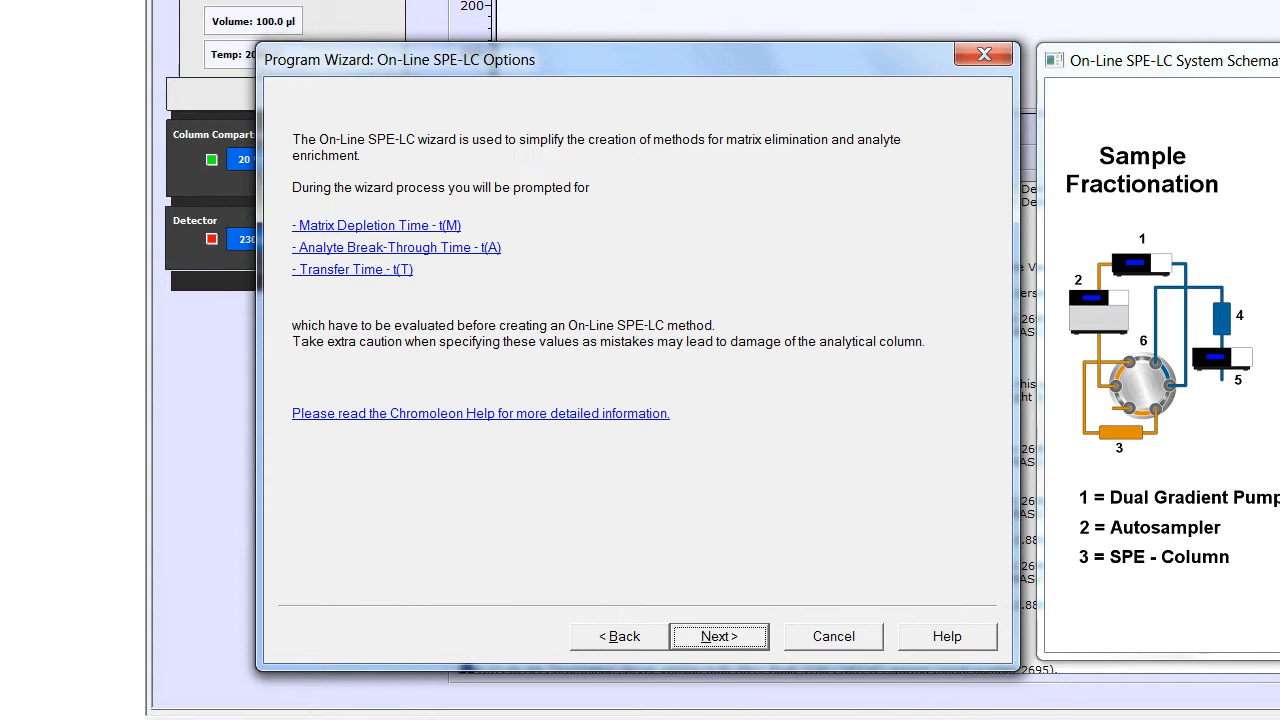 200
Volume: 100.0 µl
Temp: 20
Column Compart
20
Detector
230
Program Wizard: On-Line SPE-LC Options
The On-Line SPE-LC wizard is used to simplify the creation of methods for matrix elimination and analyte
enrichment.
During the wizard process you will be prompted for
- Matrix Depletion Time - t(M)
- Analyte Break-Through Time - t(A)
- Transfer Time - t(T)
which have to be evaluated before creating an On-Line SPE-LC method.
Take extra caution when specifying these values as mistakes may lead to damage of the analytical column.
Please read the Chromoleon Help for more detailed information.
< Back
Next >
Cancel
Help
On-Line SPE-LC System Schema
Sample
Fractionation
1
2
4
6
5
3
1 = Dual Gradient Pump
2 = Autosampler
3 = SPE - Column